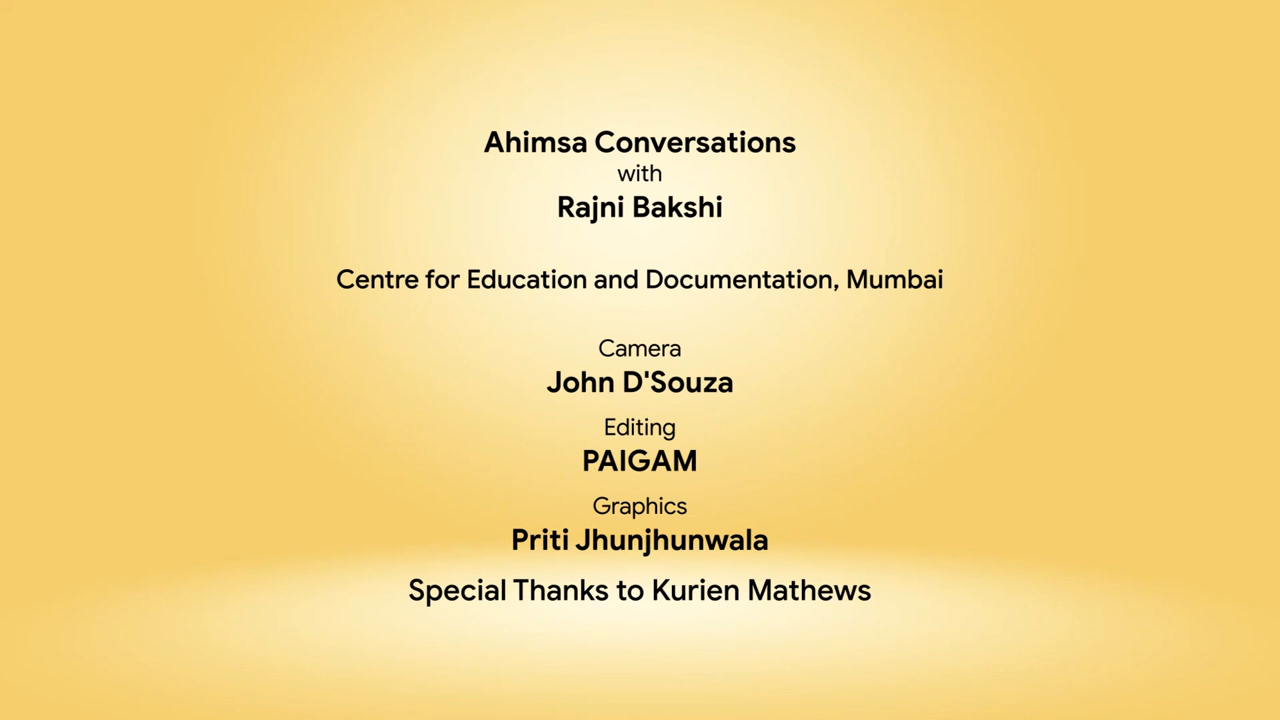 Ahimsa Conversations
with
Rajni Bakshi
Centre for Education and Documentation, Mumbai
Camera
John D'Souza
Editing
PAIGAM
Graphics
Priti Jhunjhunwala
Special Thanks to Kurien Mathews